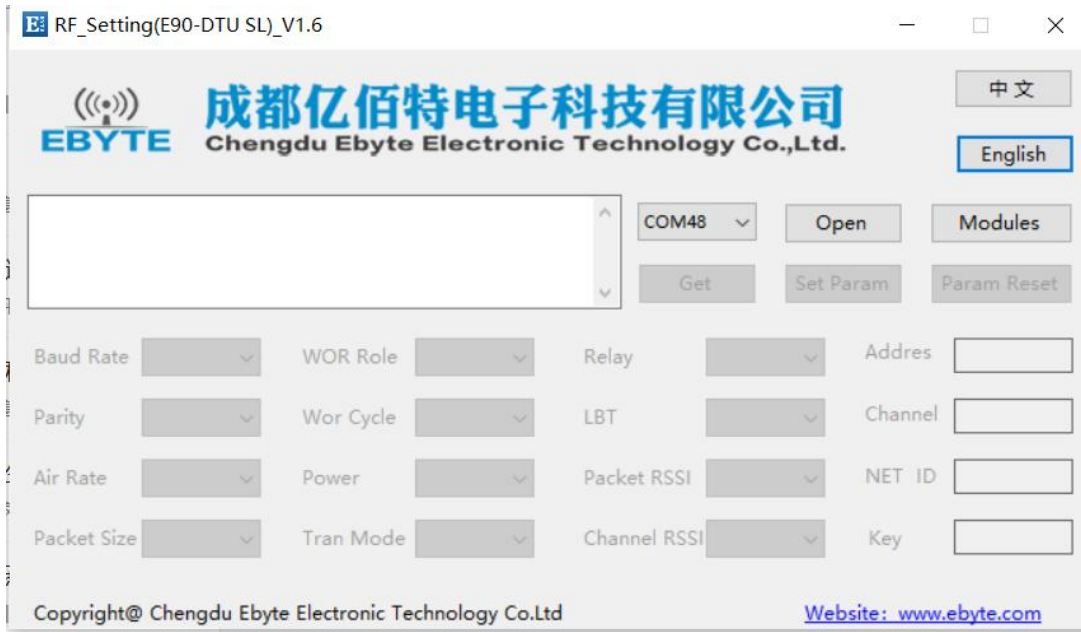 RF_Setting(E90-DTU SL)_V1.6
EBYTE
成都亿佰特电子科技有限公司
Chengdu Ebyte Electronic Technology Co.,Ltd.
中文
English
COM48 Open Modules
Get Set Param Param Reset
Baud Rate WOR Role Relay Addres
Parity Wor Cycle LBT Channel
Air Rate Power Packet RSSI NET ID
Packet Size Tran Mode Channel RSSI Key
Copyright@ Chengdu Ebyte Electronic Technology Co.Ltd Website: www.ebyte.com